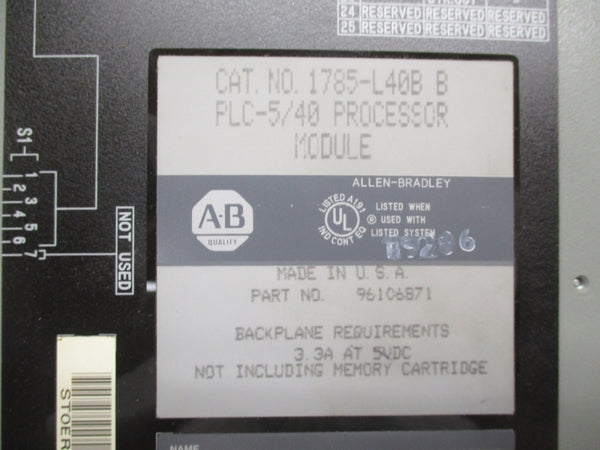 24 RESERVED RESERVED RESERVED
25 RESERVED RESERVED RESERVED
CAT. NO. 1785-L40B B
PLC-5/40 PROCESSOR
MODULE
ALLEN-BRADLEY
A-B
QUALITY
LISTED A191
UL
IND CONT EQ
®
LISTED WHEN
USED WITH
LISTED SYSTEM
MADE IN U.S.A.
PART NO. 96106871
BACKPLANE REQUIREMENTS
3.3A AT 5VDC
NOT INCLUDING MEMORY CARTRIDGE
NAME
S1
1
2
3
4
5
6
7
NOT USED